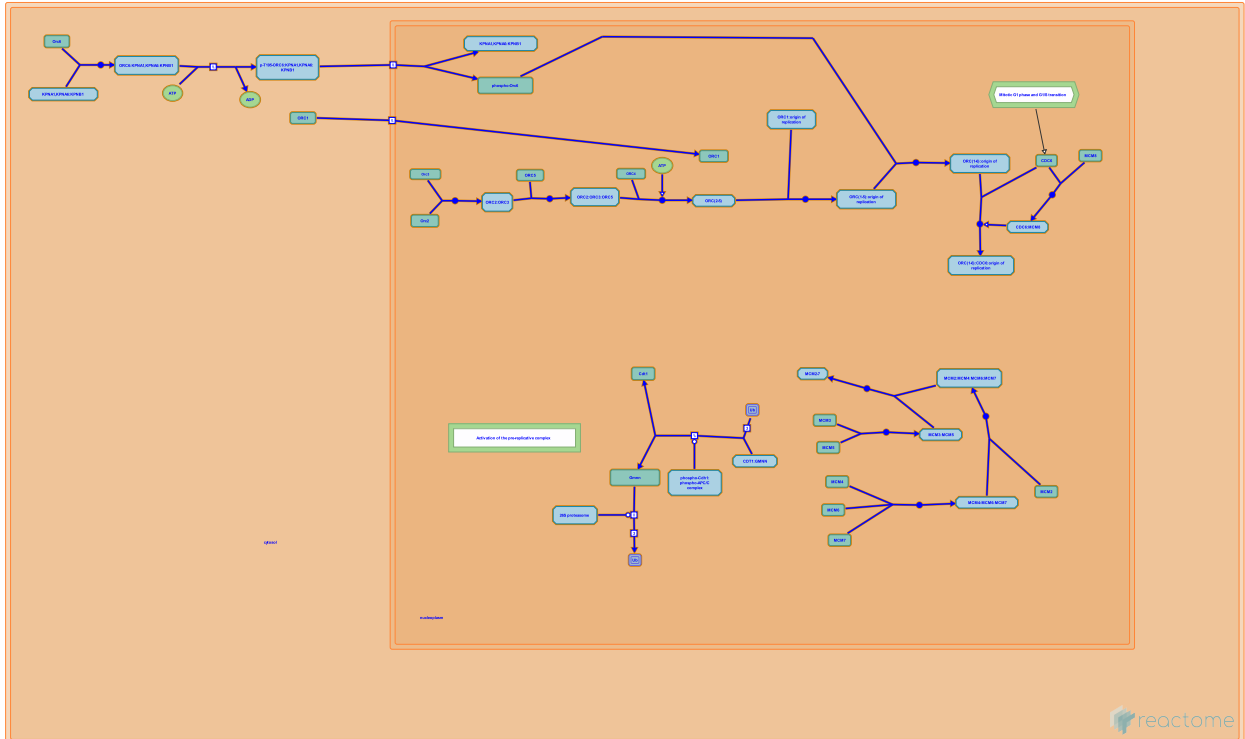 Orc6
ORC6:KPNA1,KPNA6:KPNB1
KPNA1,KPNA6:KPNB1
ATP
p-T195-ORC6:KPNA1,KPNA6:
KPNB1
ADP
ORC1
KPNA1,KPNA6:KPNB1
phospho-Orc6
ORC1
ORC1:origin of
replication
Mitotic G1 phase and G1/S transition
ORC(1-6):origin of
replication
CDC6
MCM8
ORC2:ORC3
ORC5
ORC2:ORC3:ORC5
ATP
ORC(2-5)
ORC(1-5):origin of
replication
Orc2
CDC6:MCM8
ORC(1-6):CDC6:origin of
replication
Cdt1
Ub
Activation of the pre-replicative complex
CDT1:GMNN
Gemin
phospho-Cdh1:
phospho-APC/C
complex
26S proteasome
Ub
MCM2-7
MCM2:MCM4:MCM6:MCM7
MCM3
MCM5
MCM3:MCM5
MCM4
MCM6
MCM7
MCM4:MCM6:MCM7
MCM2
cytosol
nucleoplasm
reactome